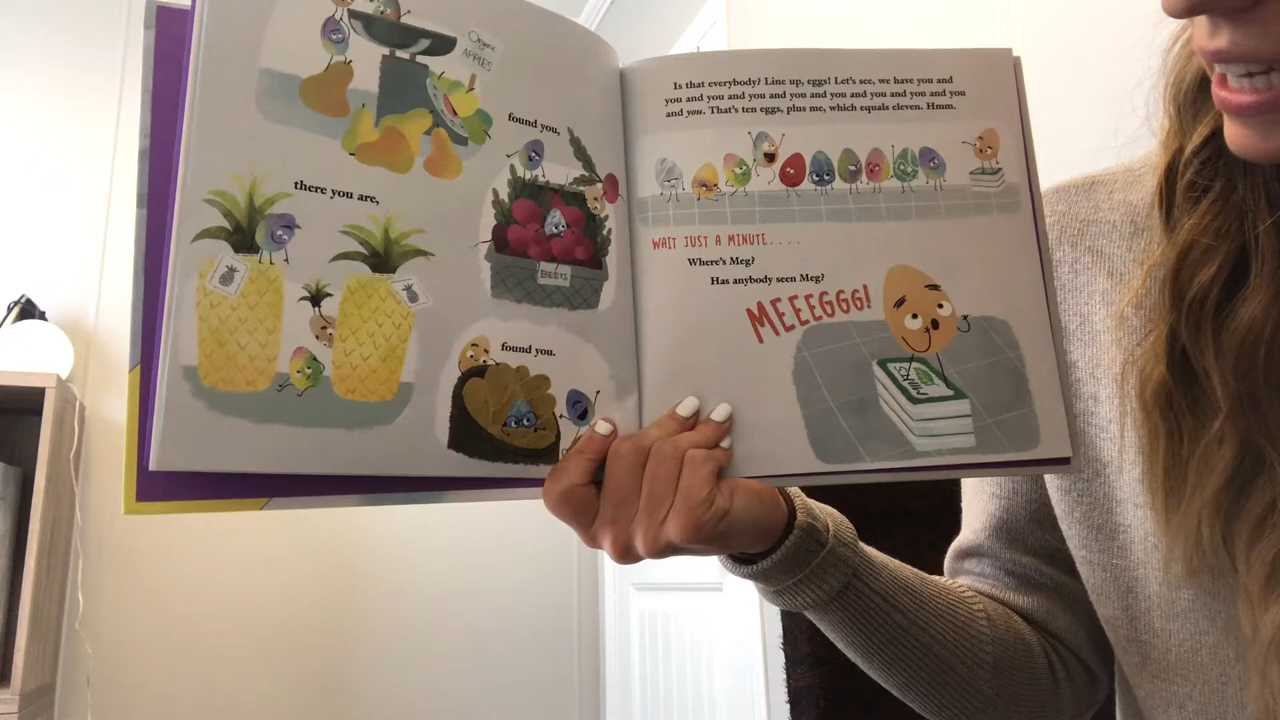 Organic
APPLES
found you,
there you are,
BEETS
found you.
Is that everybody? Line up, eggs! Let's see, we have you and
you and you and you and you and you and you and you and you
and you. That's ten eggs, plus me, which equals eleven. Hmm.
WAIT JUST A MINUTE. . . .
Where's Meg?
Has anybody seen Meg?
MEEEGGG!
MINTS